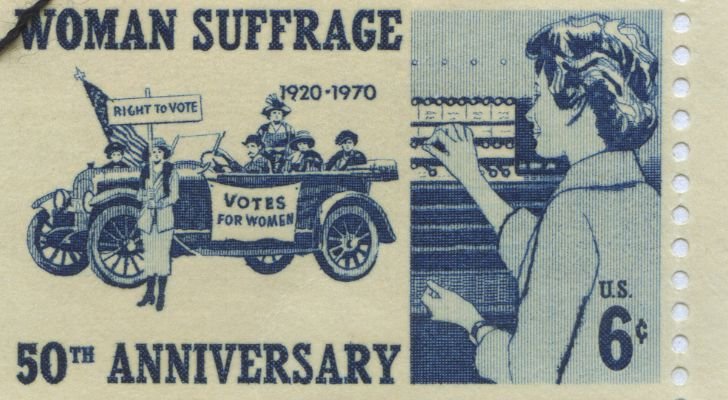 WOMAN SUFFRAGE
1920·1970
RIGHT TO VOTE
VOTES
FOR WOMEN
50TH ANNIVERSARY
U.S.
6¢